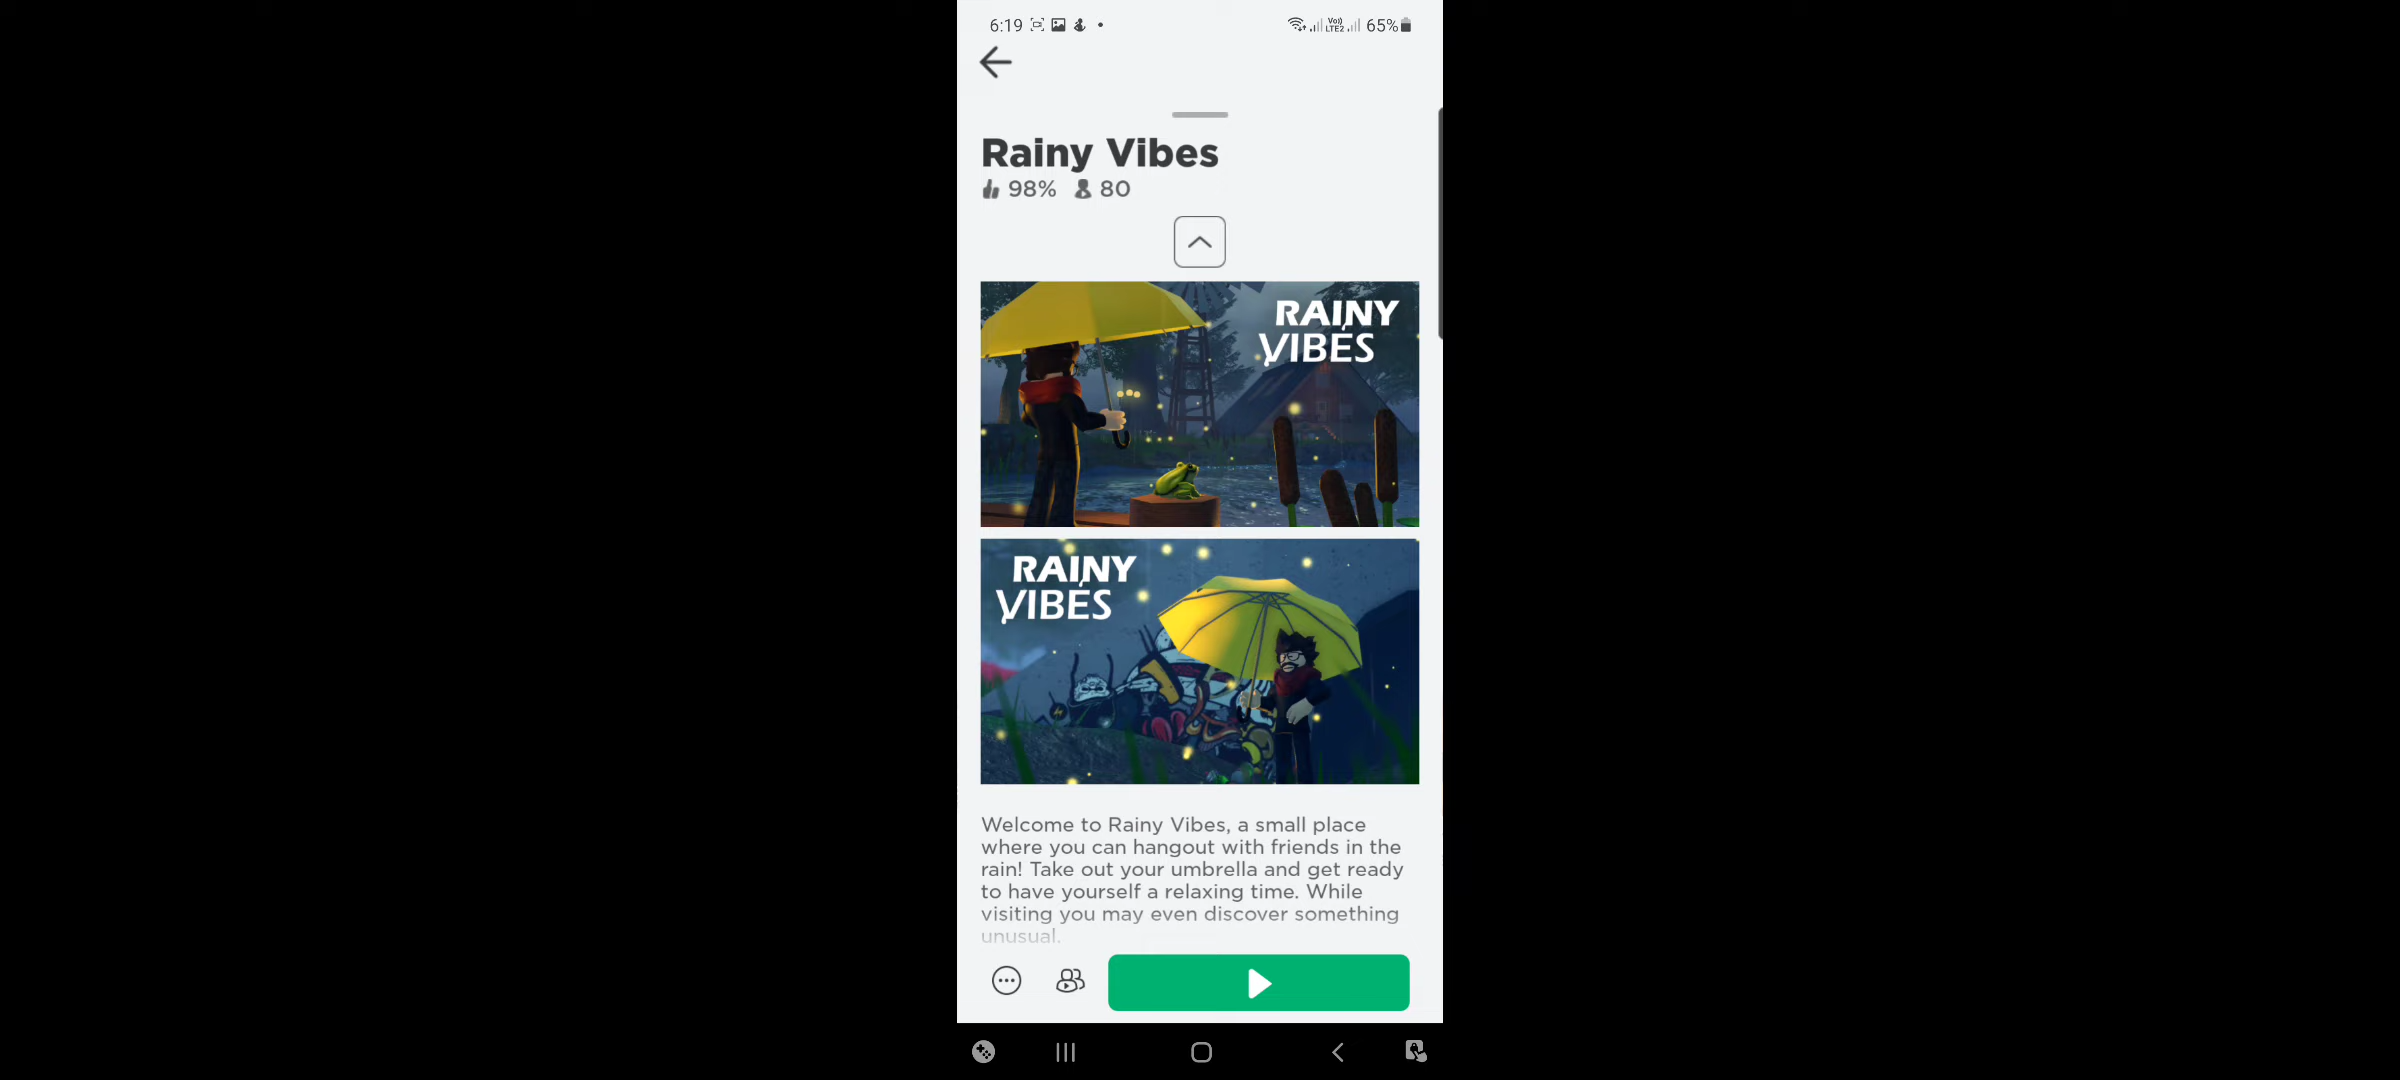 6:19
Vo)) LTE2 65%
Rainy Vibes
98% 80
RAINY
VIBES
RAINY
VIBES
Welcome to Rainy Vibes, a small place
where you can hangout with friends in the
rain! Take out your umbrella and get ready
to have yourself a relaxing time. While
visiting you may even discover something
unusual.